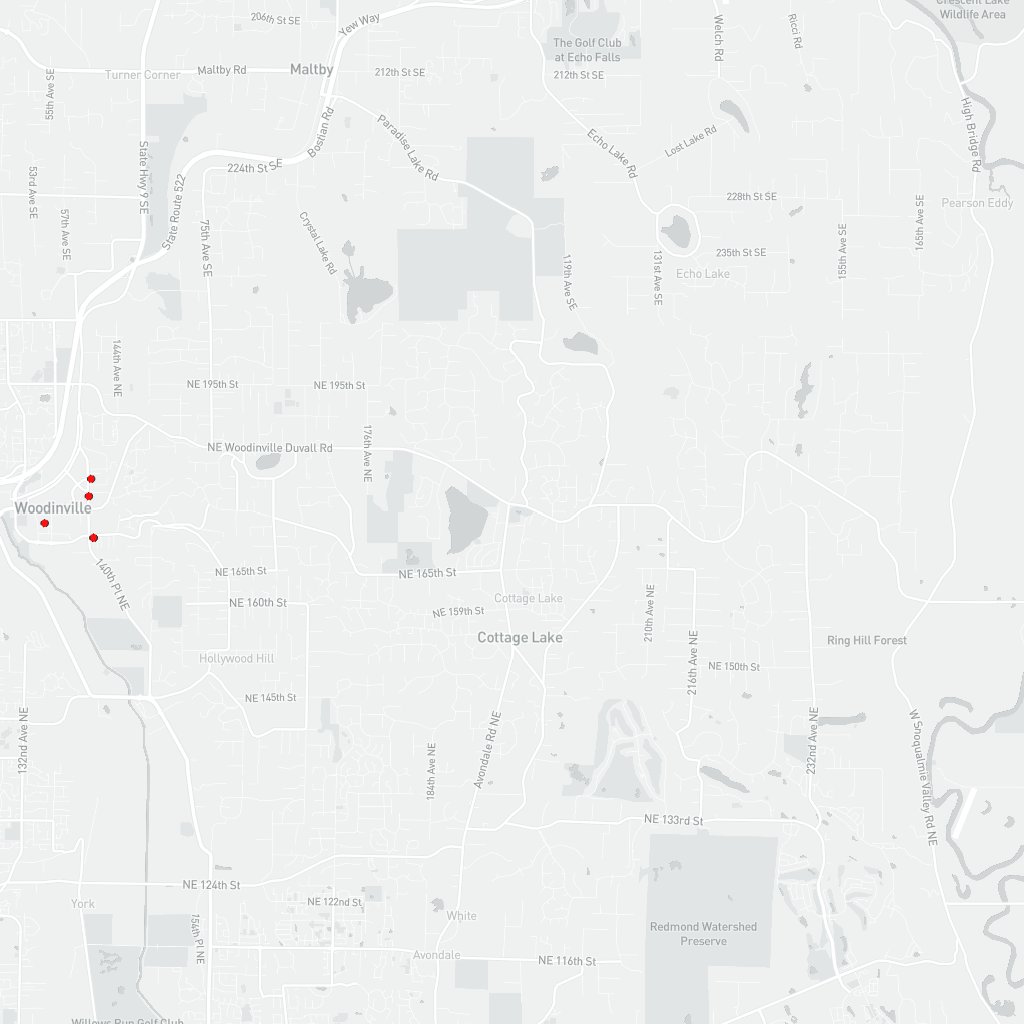 Crescent Lake
Wildlife Area
206th St SE
Yew Way
Welch Rd
Ricci Rd
The Golf Club
at Echo Falls
Turner Corner
Maltby Rd
Maltby
212th St SE
212th St SE
55th Ave SE
High Bridge Rd
Bostian Rd
Paradise Lake Rd
Echo Lake Rd
Lost Lake Rd
State Hwy 9 SE
224th St SE
53rd Ave SE
State Route 522
228th St SE
Pearson Eddy
57th Ave SE
75th Ave SE
Crystal Lake Rd
165th Ave SE
155th Ave SE
235th St SE
Echo Lake
131st Ave SE
119th Ave SE
144th Ave NE
NE 195th St
NE 195th St
NE Woodinville Duvall Rd
176th Ave NE
Woodinville
140th Pl NE
NE 165th St
NE 165th St
NE 160th St
NE 159th St
Cottage Lake
Cottage Lake
210th Ave NE
216th Ave NE
Ring Hill Forest
Hollywood Hill
NE 150th St
NE 145th St
132nd Ave NE
184th Ave NE
Avondale Rd NE
232nd Ave NE
W Snoqualmie Valley Rd NE
NE 133rd St
NE 124th St
York
NE 122nd St
White
154th Pl NE
Redmond Watershed
Preserve
Avondale
NE 116th St
Willows Run Golf Club